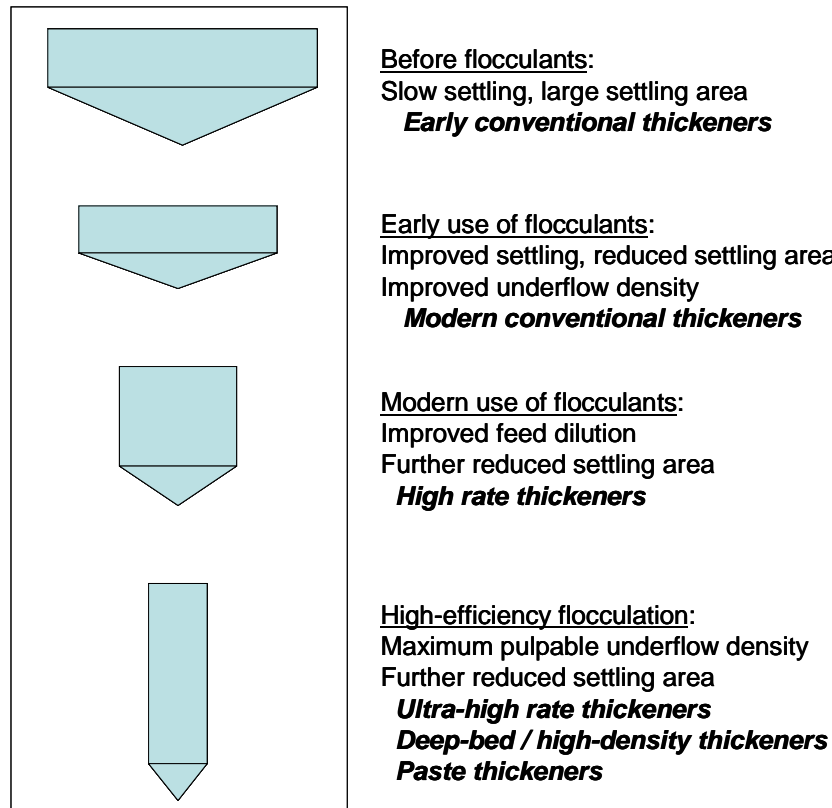 Before flocculants:
Slow settling, large settling area
Early conventional thickeners
Early use of flocculants:
Improved settling, reduced settling area
Improved underflow density
Modern conventional thickeners
Modern use of flocculants:
Improved feed dilution
Further reduced settling area
High rate thickeners
High-efficiency flocculation:
Maximum pulpable underflow density
Further reduced settling area
Ultra-high rate thickeners
Deep-bed / high-density thickeners
Paste thickeners